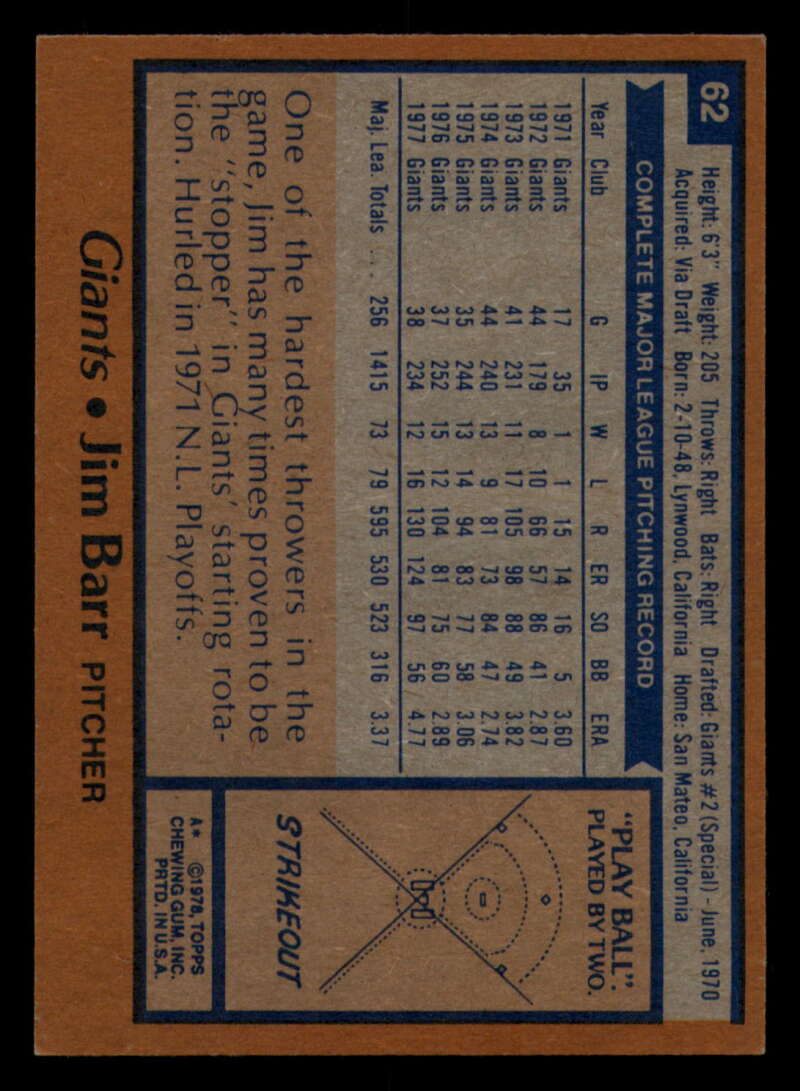 62
Height: 6'3" Weight: 205 Throws: Right Bats: Right Drafted: Giants #2 (Special) - June, 1970
Acquired: Via Draft Born: 2-10-48, Lynwood, California Home: San Mateo, California
COMPLETE MAJOR LEAGUE PITCHING RECORD
Year Club G IP W L R ER SO BB ERA
1971 Giants 17 35 1 1 15 14 16 5 3.60
1972 Giants 44 179 8 10 66 57 86 41 2.87
1973 Giants 41 231 11 17 105 98 88 49 3.82
1974 Giants 44 240 13 9 81 73 84 47 2.74
1975 Giants 35 244 13 14 94 83 77 58 3.06
1976 Giants 37 252 15 12 104 81 75 60 2.89
1977 Giants 38 234 12 16 130 124 97 56 4.77
Maj. Lea. Totals ... 256 1415 73 79 595 530 523 316 3.37
One of the hardest throwers in the
game, Jim has many times proven to be
the "stopper" in Giants' starting rota-
tion. Hurled in 1971 N.L. Playoffs.
"PLAY BALL".
PLAYED BY TWO.
STRIKEOUT
A* ©1978, TOPPS
CHEWING GUM, INC.
PRTD. IN U.S.A.
Giants • Jim Barr PITCHER